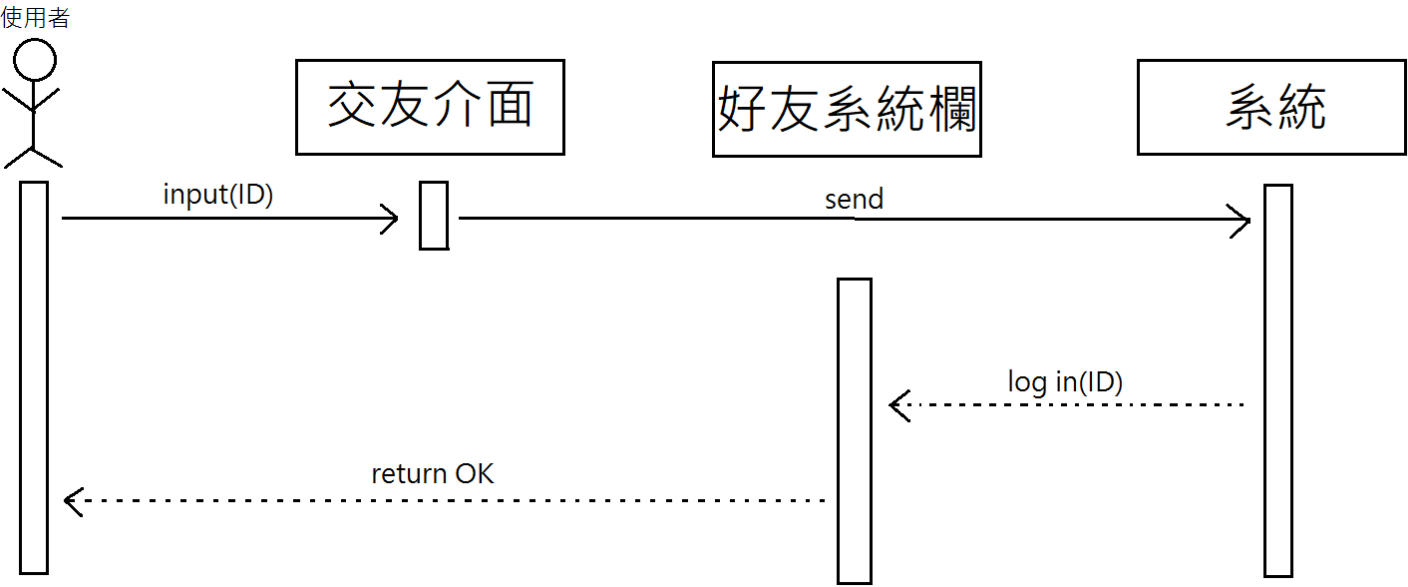 使用者
交友介面
好友系統欄
系統
input(ID)
send
log in(ID)
return OK